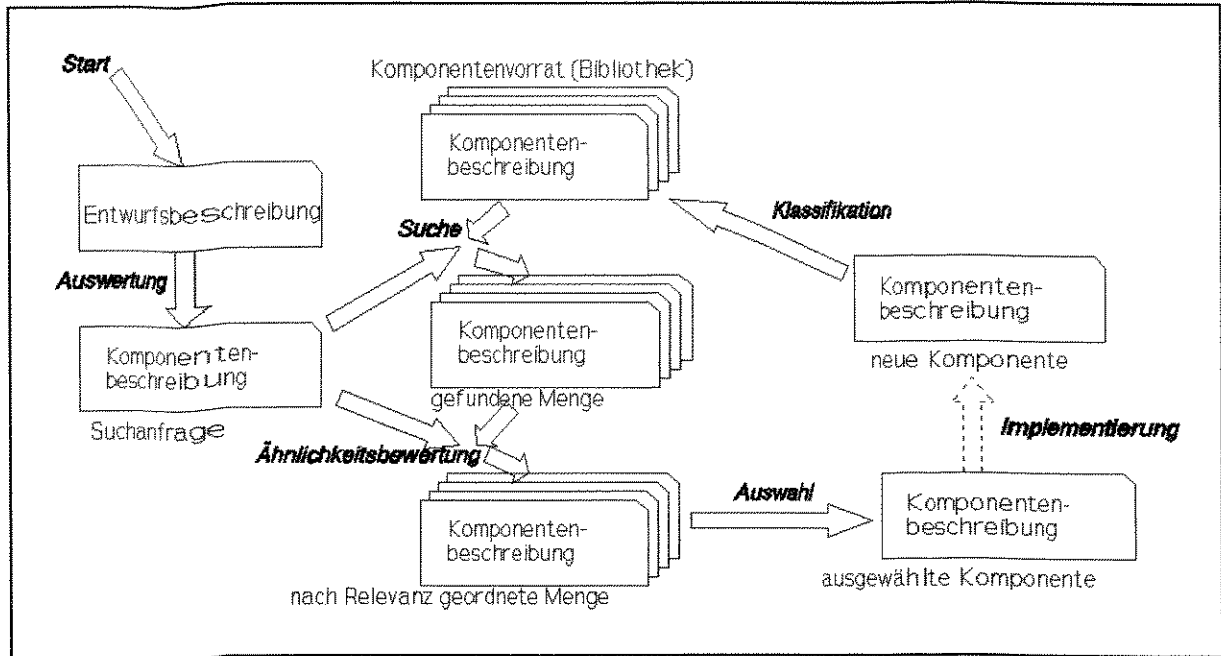 Start
Komponentenvorrat (Bibliothek)
Komponenten-
beschreibung
Entwurfsbeschreibung
Suche
Klassifikation
Auswertung
Komponenten-
beschreibung
neue Komponente
Komponenten-
beschreibung
gefundene Menge
Komponenten-
beschreibung
Suchanfrage
Ähnlichkeitsbewertung
Implementierung
Komponenten-
beschreibung
nach Relevanz geordnete Menge
Auswahl
Komponenten-
beschreibung
ausgewählte Komponente